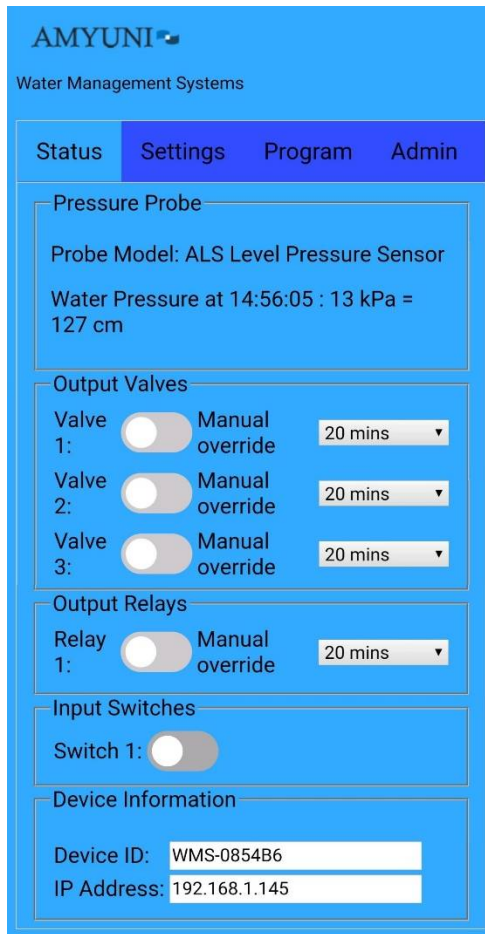 AMYUNI
Water Management Systems
Status Settings Program Admin
Pressure Probe
Probe Model: ALS Level Pressure Sensor
Water Pressure at 14:56:05 : 13 kPa =
127 cm
Output Valves
Valve 1: Manual override 20 mins
Valve 2: Manual override 20 mins
Valve 3: Manual override 20 mins
Output Relays
Relay 1: Manual override 20 mins
Input Switches
Switch 1:
Device Information
Device ID: WMS-0854B6
IP Address: 192.168.1.145